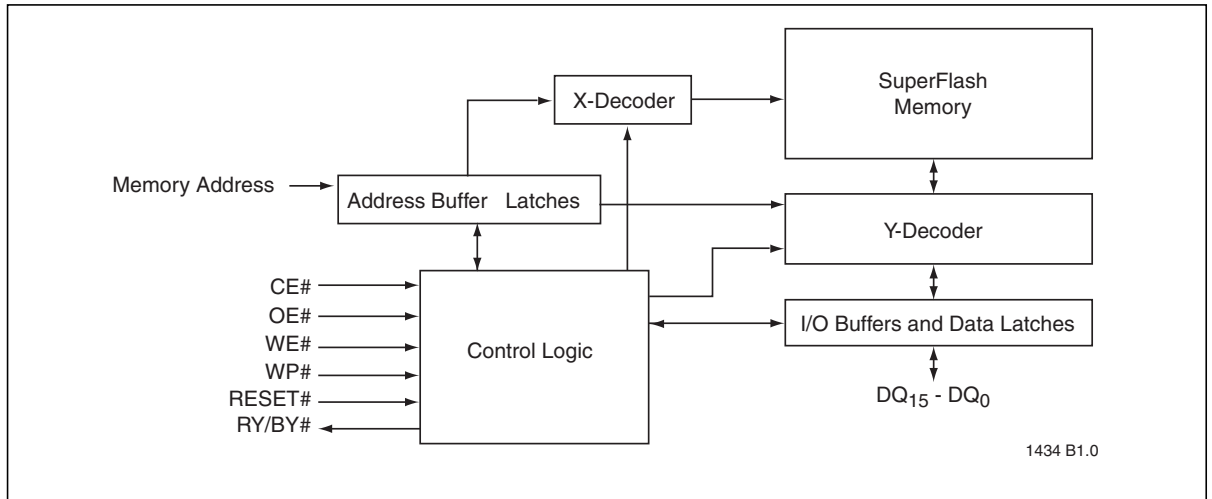 SuperFlash
Memory
X-Decoder
Memory Address
Address Buffer Latches
Y-Decoder
CE#
OE#
WE#
WP#
RESET#
RY/BY#
Control Logic
I/O Buffers and Data Latches
DQ15 - DQ0
1434 B1.0